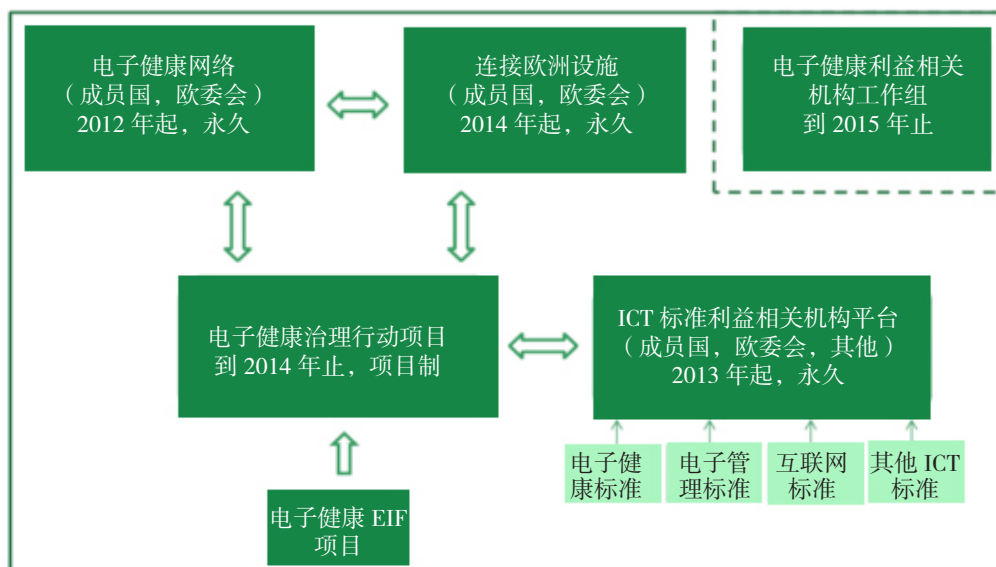 电子健康网络
（成员国，欧委会）
2012 年起，永久
连接欧洲设施
（成员国，欧委会）
2014 年起，永久
电子健康利益相关
机构工作组
到 2015 年止
电子健康治理行动项目
到 2014 年止，项目制
ICT 标准利益相关机构平台
（成员国，欧委会，其他）
2013 年起，永久
电子健
康标准
电子管
理标准
互联网
标准
其他 ICT
标准
电子健康 EIF
项目